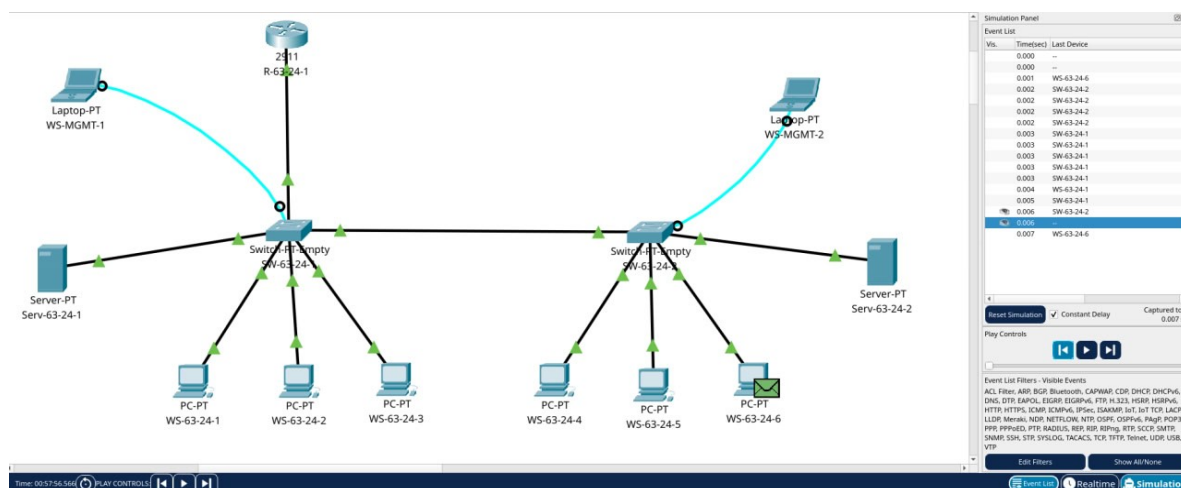 2911
R-63-24-1
Laptop-PT
WS-MGMT-1
Laptop-PT
WS-MGMT-2
Switch-PT-Empty
Switch-PT-Empty
Server-PT
Serv-63-24-1
Server-PT
Serv-63-24-2
PC-PT
WS-63-24-1
PC-PT
WS-63-24-2
PC-PT
WS-63-24-3
PC-PT
WS-63-24-4
PC-PT
WS-63-24-5
PC-PT
WS-63-24-6
Time: 00:57:56.566
PLAY CONTROLS:
Simulation Panel
Event List
Vis. Time(sec) Last Device
0.000 --
0.000 --
0.001 WS-63-24-6
0.002 SW-63-24-2
0.002 SW-63-24-2
0.002 SW-63-24-2
0.002 SW-63-24-2
0.003 SW-63-24-1
0.003 SW-63-24-1
0.003 SW-63-24-1
0.003 SW-63-24-1
0.003 SW-63-24-1
0.004 WS-63-24-1
0.005 SW-63-24-1
0.006 SW-63-24-2
0.006 --
0.007 WS-63-24-6
Reset Simulation Constant Delay Captured to
0.007
Play Controls
Event List Filters - Visible Events
ACL Filter, ARP, BGP, Bluetooth, CAPWAP, CDP, DHCP, DHCPv6,
DNS, DTP, EAPOL, EIGRP, EIGRPv6, FTP, H.323, HSRP, HSRPv6,
HTTP, HTTPS, ICMP, ICMPv6, IPSec, ISAKMP, IoT, IoT TCP, LACP
LLDP, Meraki, NDP, NETFLOW, NTP, OSPF, OSPFv6, PAgP, POP3
PPP, PPPoED, PTP, RADIUS, REP, RIP, RIPng, RTP, SCCP, SMTP,
SNMP, SSH, STP, SYSLOG, TACACS, TCP, TFTP, Telnet, UDP, USB,
VTP
Edit Filters Show All/None
Event List Realtime Simulatio